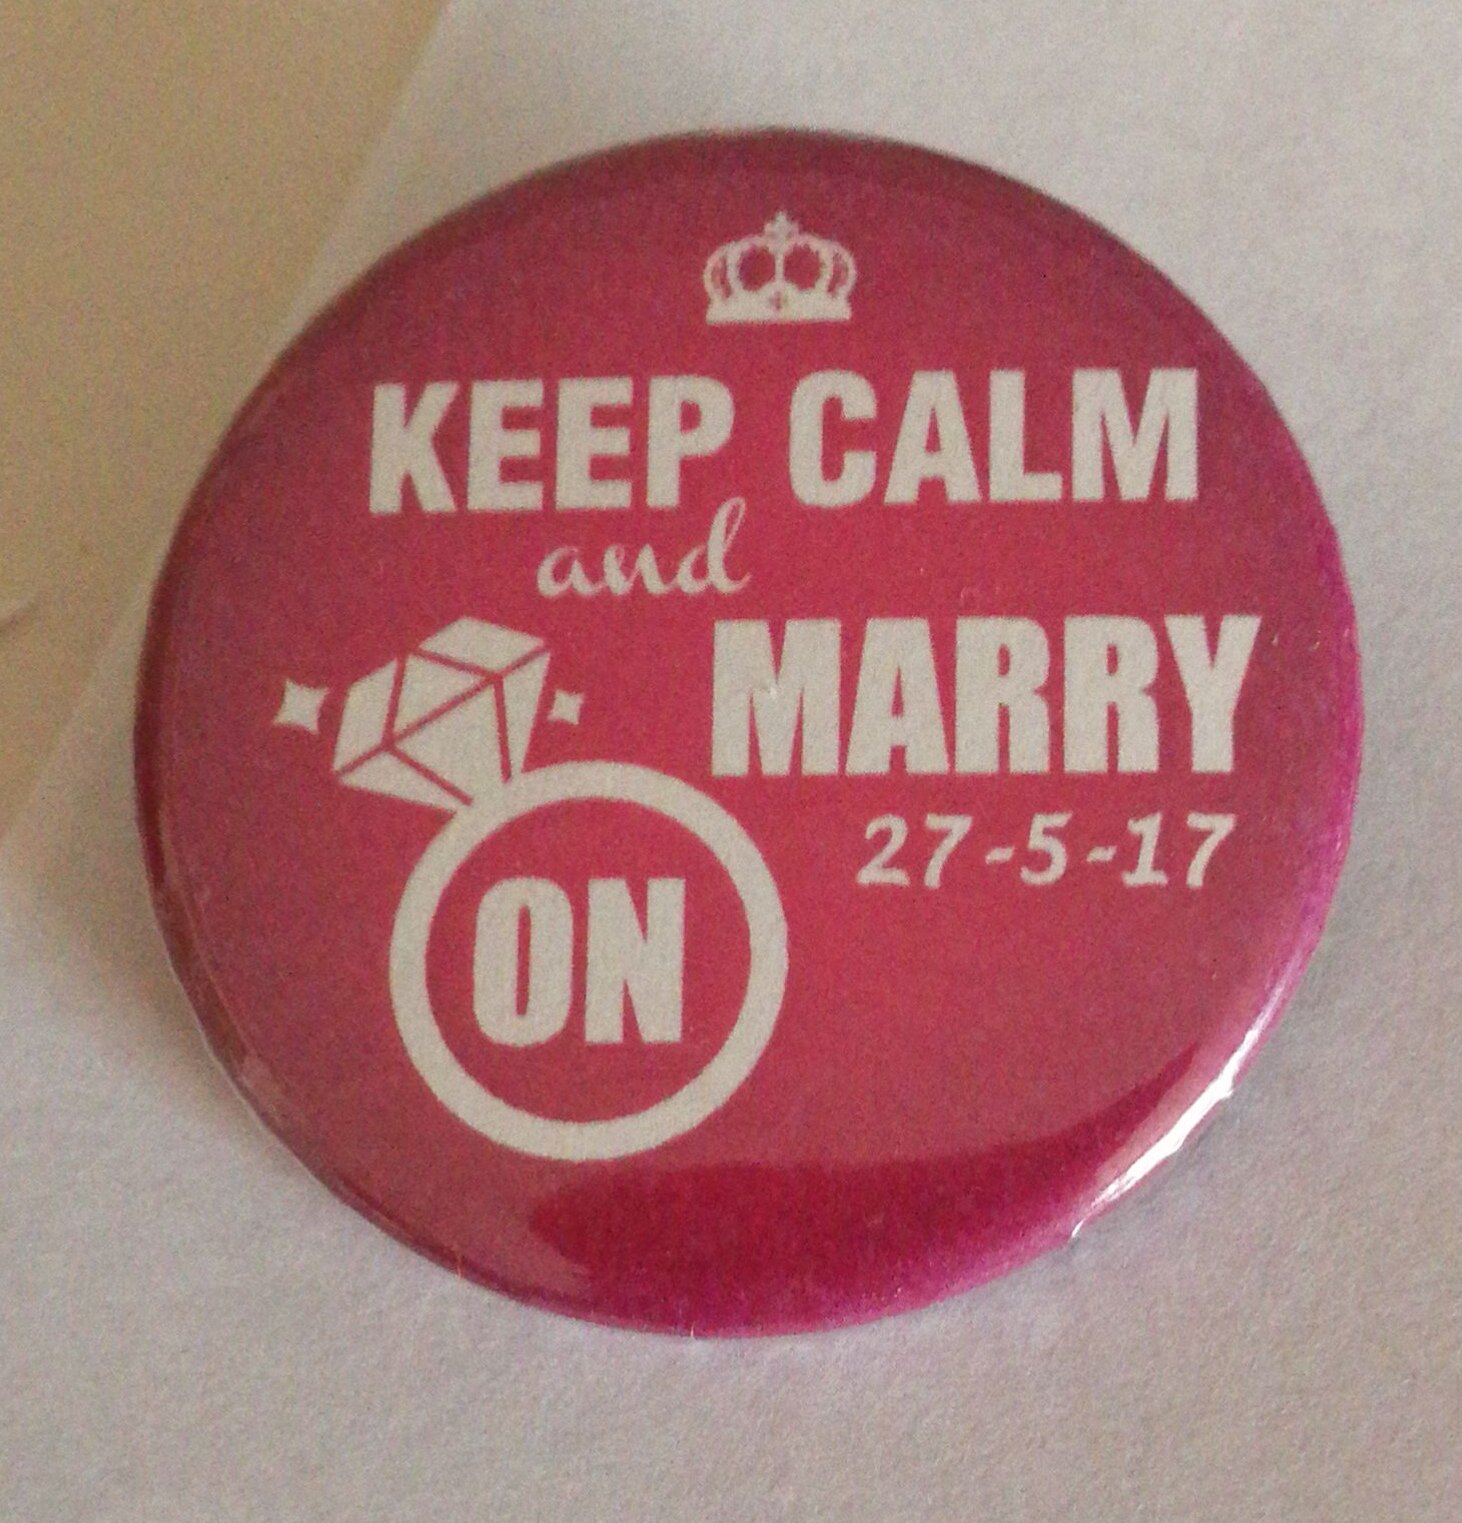 KEEP CALM
and
MARRY
27-5-17
ON